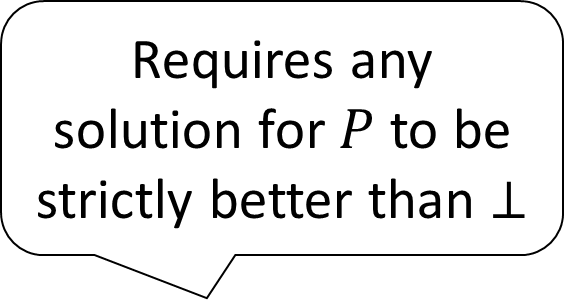 Requires any
solution for 𝑃 to be
strictly better than ⊥